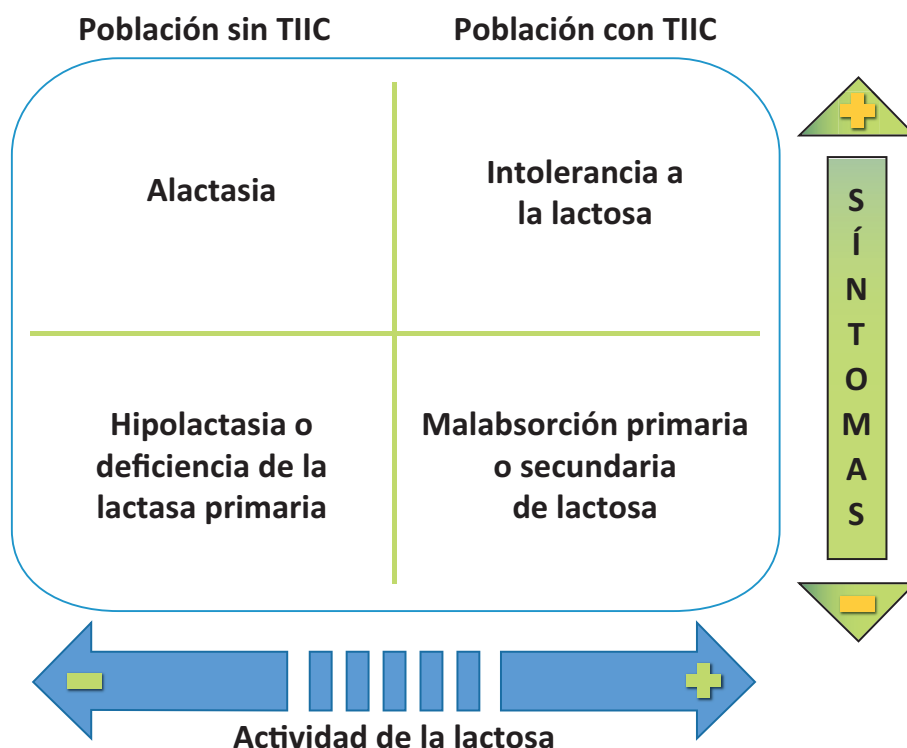 Población sin TIIC
Población con TIIC
Alactasia
Intolerancia a
la lactosa
Hipolactasia o
deficiencia de la
lactasa primaria
Malabsorción primaria
o secundaria
de lactosa
S
Í
N
T
O
M
A
S
Actividad de la lactosa